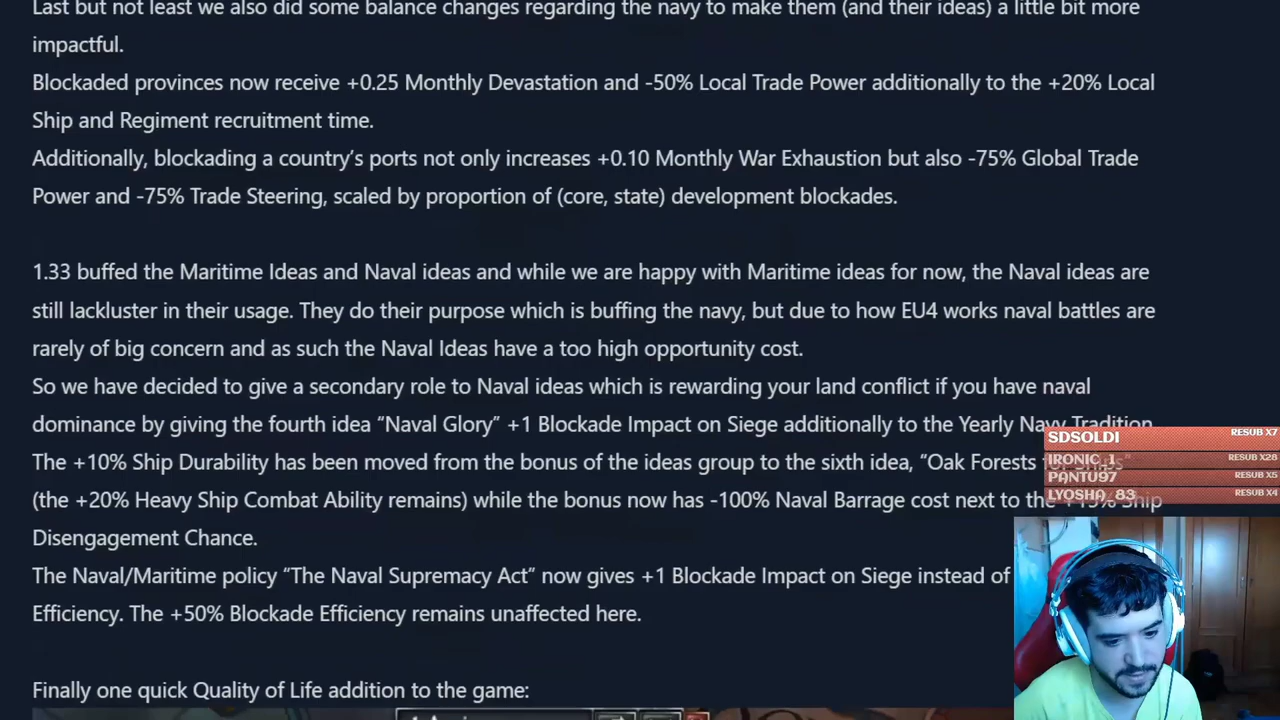 Last but not least we also did some balance changes regarding the navy to make them (and their ideas) a little bit more
impactful.
Blockaded provinces now receive +0.25 Monthly Devastation and -50% Local Trade Power additionally to the +20% Local
Ship and Regiment recruitment time.
Additionally, blockading a country’s ports not only increases +0.10 Monthly War Exhaustion but also -75% Global Trade
Power and -75% Trade Steering, scaled by proportion of (core, state) development blockades.
1.33 buffed the Maritime Ideas and Naval ideas and while we are happy with Maritime ideas for now, the Naval ideas are
still lackluster in their usage. They do their purpose which is buffing the navy, but due to how EU4 works naval battles are
rarely of big concern and as such the Naval Ideas have a too high opportunity cost.
So we have decided to give a secondary role to Naval ideas which is rewarding your land conflict if you have naval
dominance by giving the fourth idea “Naval Glory” +1 Blockade Impact on Siege additionally to the Yearly Navy Tradition
The +10% Ship Durability has been moved from the bonus of the ideas group to the sixth idea, “Oak Forests for Ships”
(the +20% Heavy Ship Combat Ability remains) while the bonus now has -100% Naval Barrage cost next to the Ship
Disengagement Chance.
The Naval/Maritime policy “The Naval Supremacy Act” now gives +1 Blockade Impact on Siege instead of
Efficiency. The +50% Blockade Efficiency remains unaffected here.
Finally one quick Quality of Life addition to the game:
SDSOLDI RESUB X7
IRONIC_1 RESUB X28
PANTU97 RESUB X5
LYOSHA_83 RESUB X4